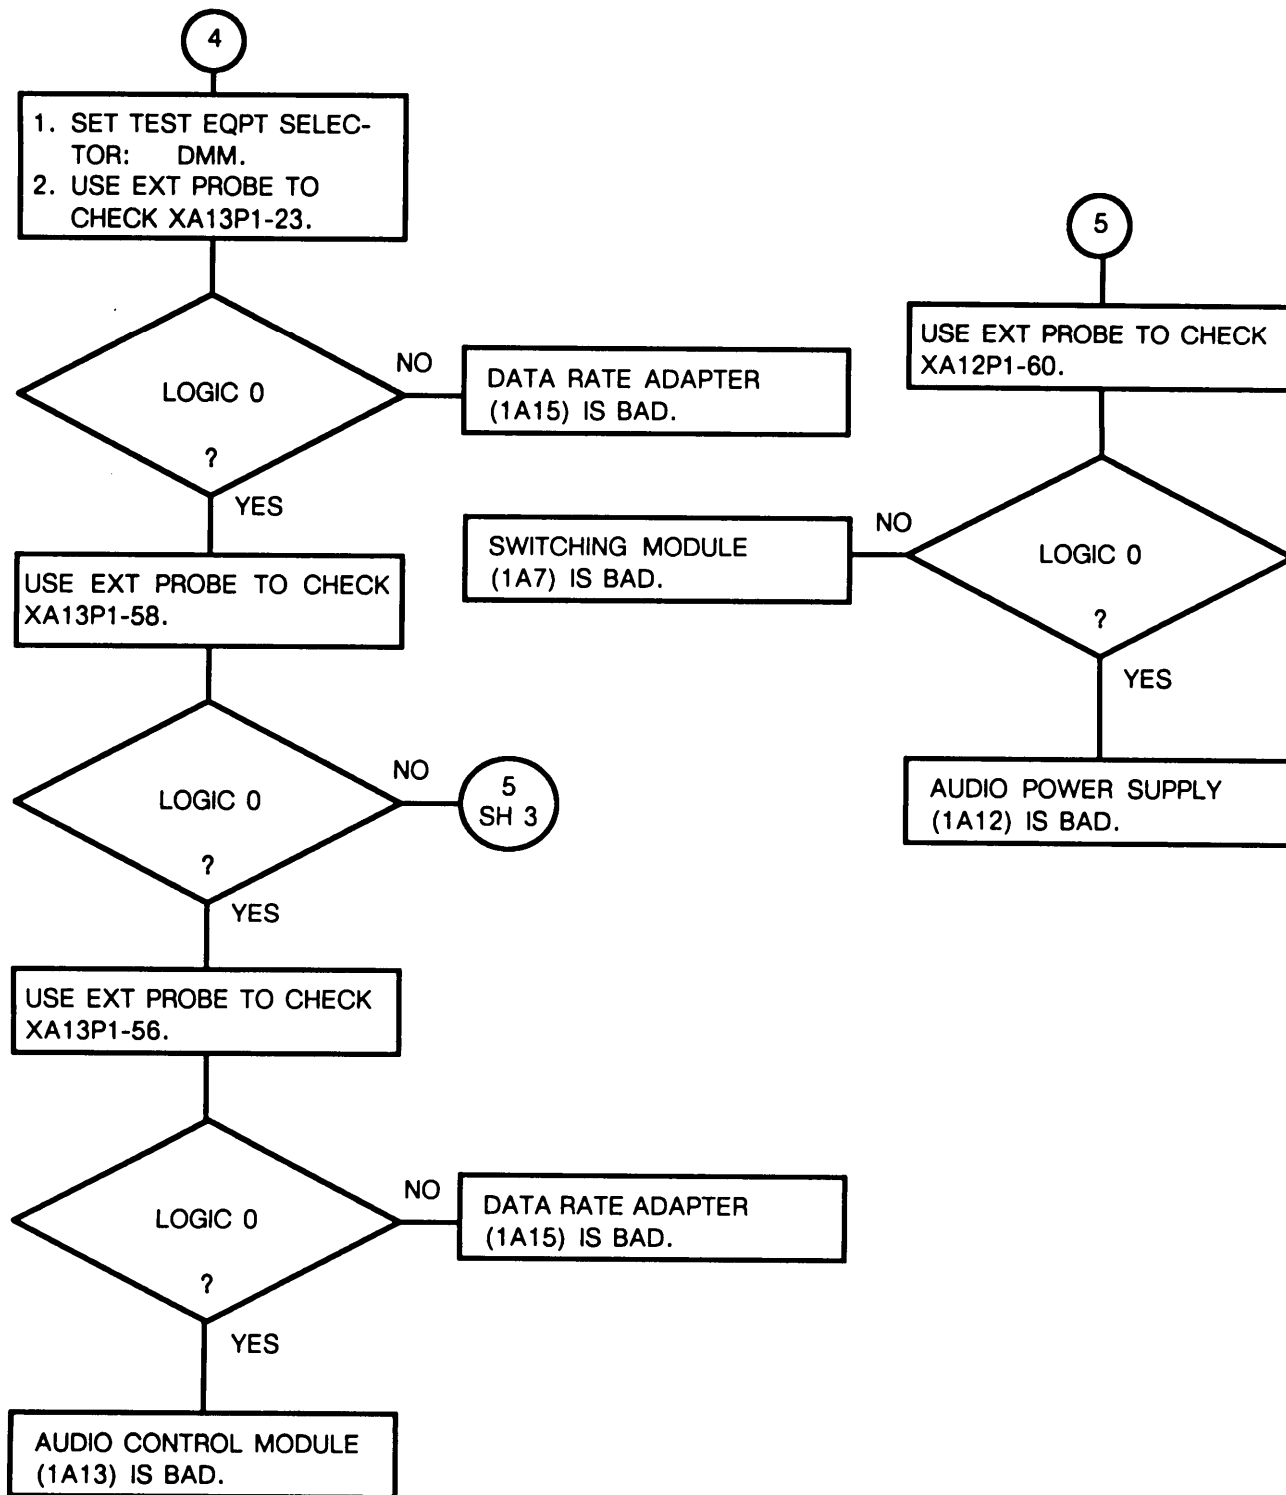 4
1. SET TEST EQPT SELEC-
TOR: DMM.
2. USE EXT PROBE TO
CHECK XA13P1-23.
LOGIC 0
?
NO
DATA RATE ADAPTER
(1A15) IS BAD.
YES
USE EXT PROBE TO CHECK
XA13P1-58.
LOGIC 0
?
NO
5
SH 3
YES
USE EXT PROBE TO CHECK
XA13P1-56.
LOGIC 0
?
NO
DATA RATE ADAPTER
(1A15) IS BAD.
YES
AUDIO CONTROL MODULE
(1A13) IS BAD.
5
USE EXT PROBE TO CHECK
XA12P1-60.
LOGIC 0
?
NO
SWITCHING MODULE
(1A7) IS BAD.
YES
AUDIO POWER SUPPLY
(1A12) IS BAD.